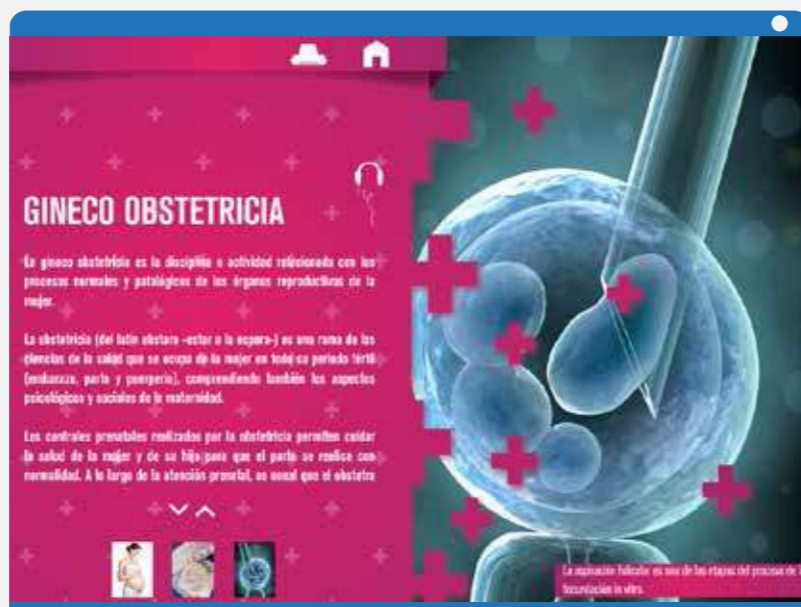 GINECO OBSTETRICIA
La gineco obstetricia es la disciplina o actividad relacionada con los
procesos normales y patológicos de los órganos reproductivos de la
mujer.
La obstetricia (del latín obstare -estar a la espera-) es una rama de las
ciencias de la salud que se ocupa de la mujer en todo su periodo fértil
(embarazo, parto y puerperio), comprendiendo también los aspectos
psicológicos y sociales de la maternidad.
Los controles prenatales realizados por la obstetricia permiten cuidar
la salud de la mujer y de su hijo para que el parto se realice con
normalidad. A lo largo de la atención prenatal, es usual que el obstetra
La aspiración folicular es una de las etapas del proceso de
fecundación in vitro.